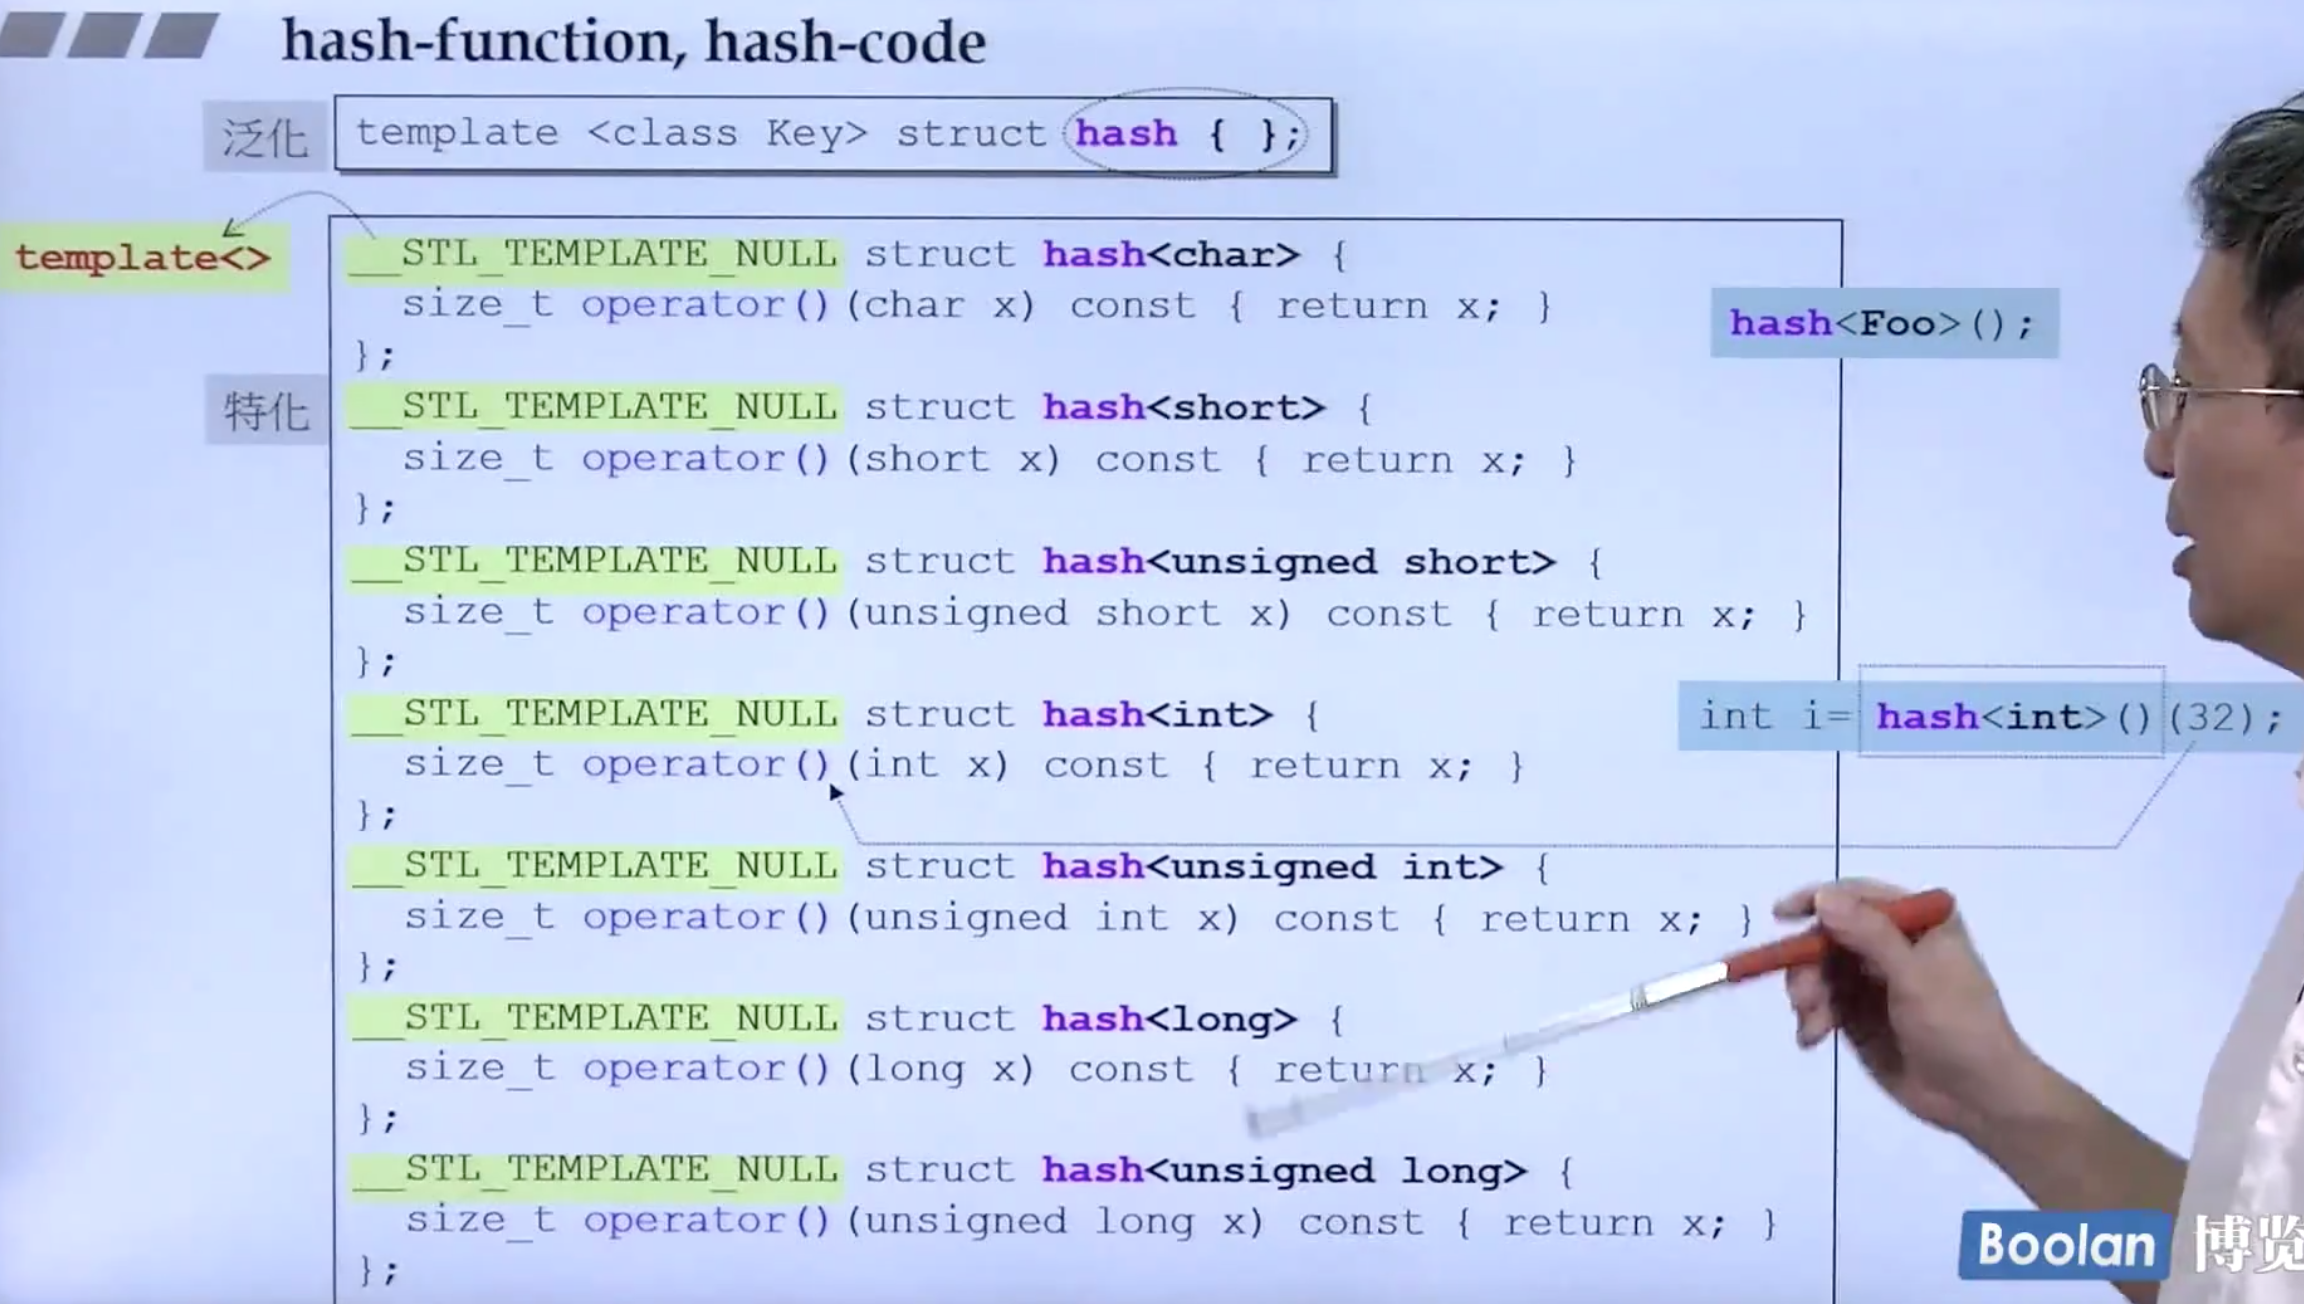 hash-function, hash-code
泛化
template <class Key> struct hash { };
template<>
__STL_TEMPLATE_NULL struct hash<char> {
size_t operator()(char x) const { return x; }
};
hash<Foo>();
特化
__STL_TEMPLATE_NULL struct hash<short> {
size_t operator()(short x) const { return x; }
};
__STL_TEMPLATE_NULL struct hash<unsigned short> {
size_t operator()(unsigned short x) const { return x; }
};
__STL_TEMPLATE_NULL struct hash<int> {
int i= hash<int>()(32);
size_t operator()(int x) const { return x; }
};
__STL_TEMPLATE_NULL struct hash<unsigned int> {
size_t operator()(unsigned int x) const { return x; }
};
__STL_TEMPLATE_NULL struct hash<long> {
size_t operator()(long x) const { return x; }
};
__STL_TEMPLATE_NULL struct hash<unsigned long> {
size_t operator()(unsigned long x) const { return x; }
};
Boolan 博览